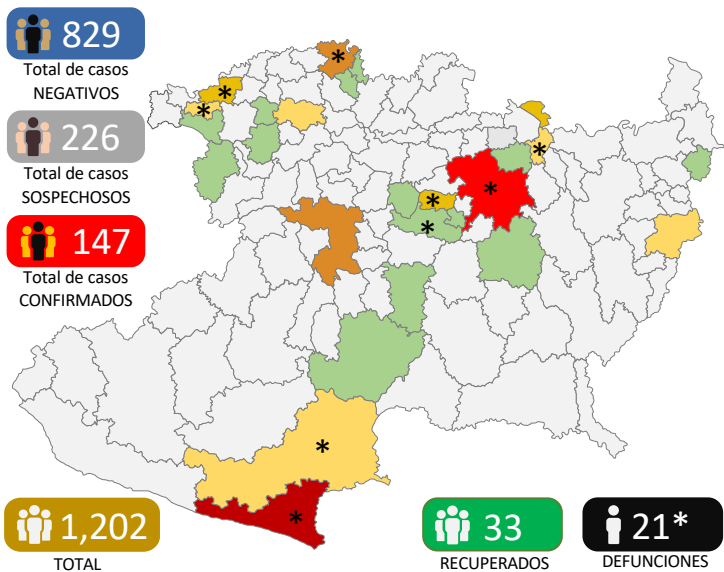 829
Total de casos
NEGATIVOS
226
Total de casos
SOSPECHOSOS
147
Total de casos
CONFIRMADOS
*
*
*
*
*
*
*
*
*
1,202
TOTAL
33
RECUPERADOS
21*
DEFUNCIONES